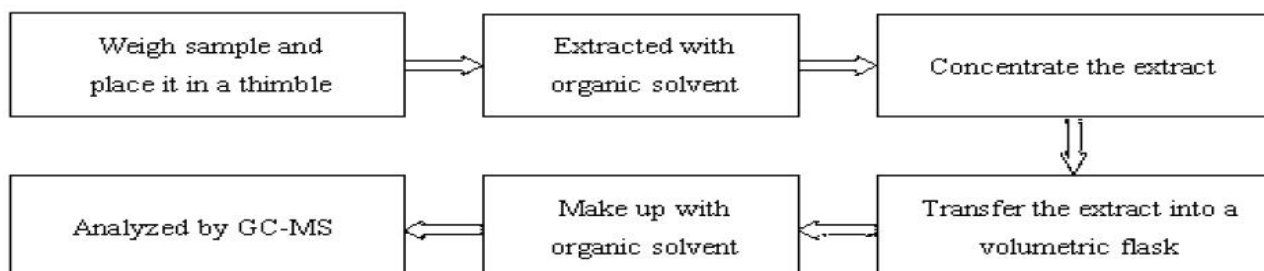 Weigh sample and
place it in a thimble
Extracted with
organic solvent
Concentrate the extract
Transfer the extract into a
volumetric flask
Make up with
organic solvent
Analyzed by GC-MS